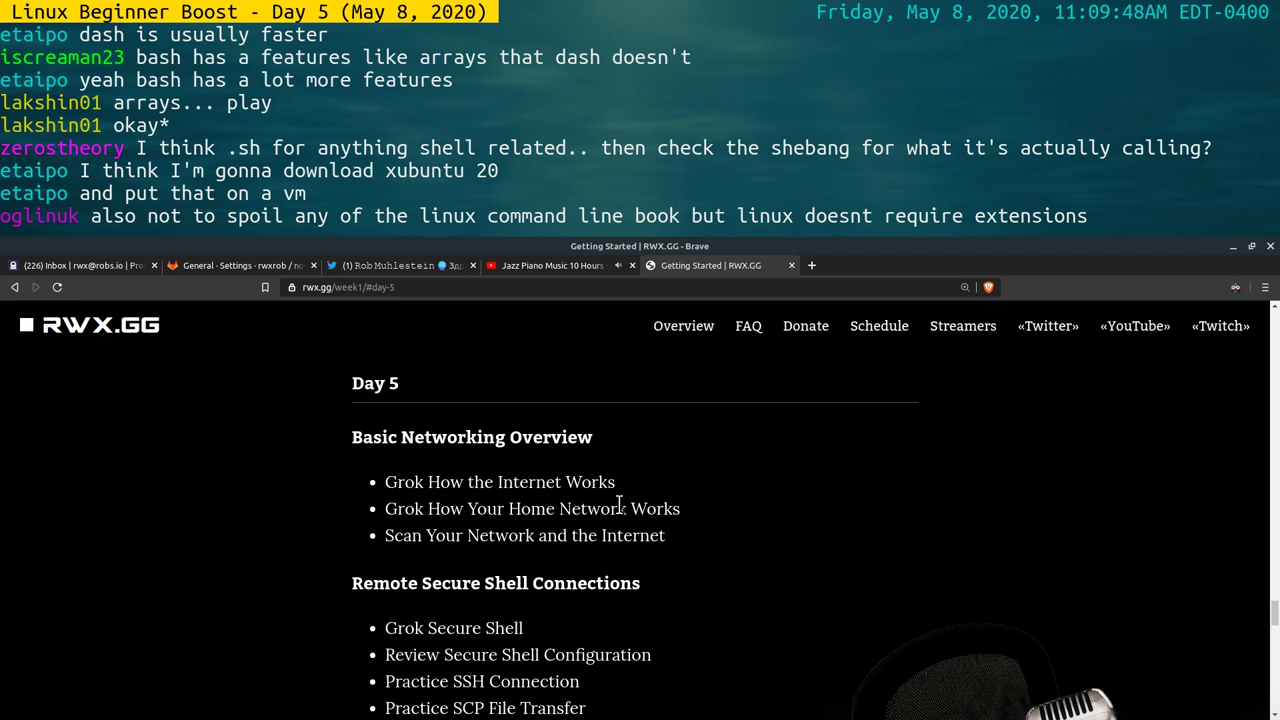 Linux Beginner Boost - Day 5 (May 8, 2020)
Friday, May 8, 2020, 11:09:48AM EDT-0400
etaipo dash is usually faster
iscreaman23 bash has a features like arrays that dash doesn't
etaipo yeah bash has a lot more features
lakshin01 arrays... play
lakshin01 okay*
zerostheory I think .sh for anything shell related.. then check the shebang for what it's actually calling?
etaipo I think I'm gonna download xubuntu 20
etaipo and put that on a vm
oglinuk also not to spoil any of the linux command line book but linux doesnt require extensions
Getting Started | RWX.GG - Brave
(226) Inbox | rwx@robs.io | Pro
General · Settings · rwxrob / no
(1) Rob Muhlestein
Jazz Piano Music 10 Hours
Getting Started | RWX.GG
rwx.gg/week1/#day-5
RWX.GG
Overview FAQ Donate Schedule Streamers «Twitter» «YouTube» «Twitch»
Day 5
Basic Networking Overview
• Grok How the Internet Works
• Grok How Your Home Network Works
• Scan Your Network and the Internet
Remote Secure Shell Connections
• Grok Secure Shell
• Review Secure Shell Configuration
• Practice SSH Connection
• Practice SCP File Transfer